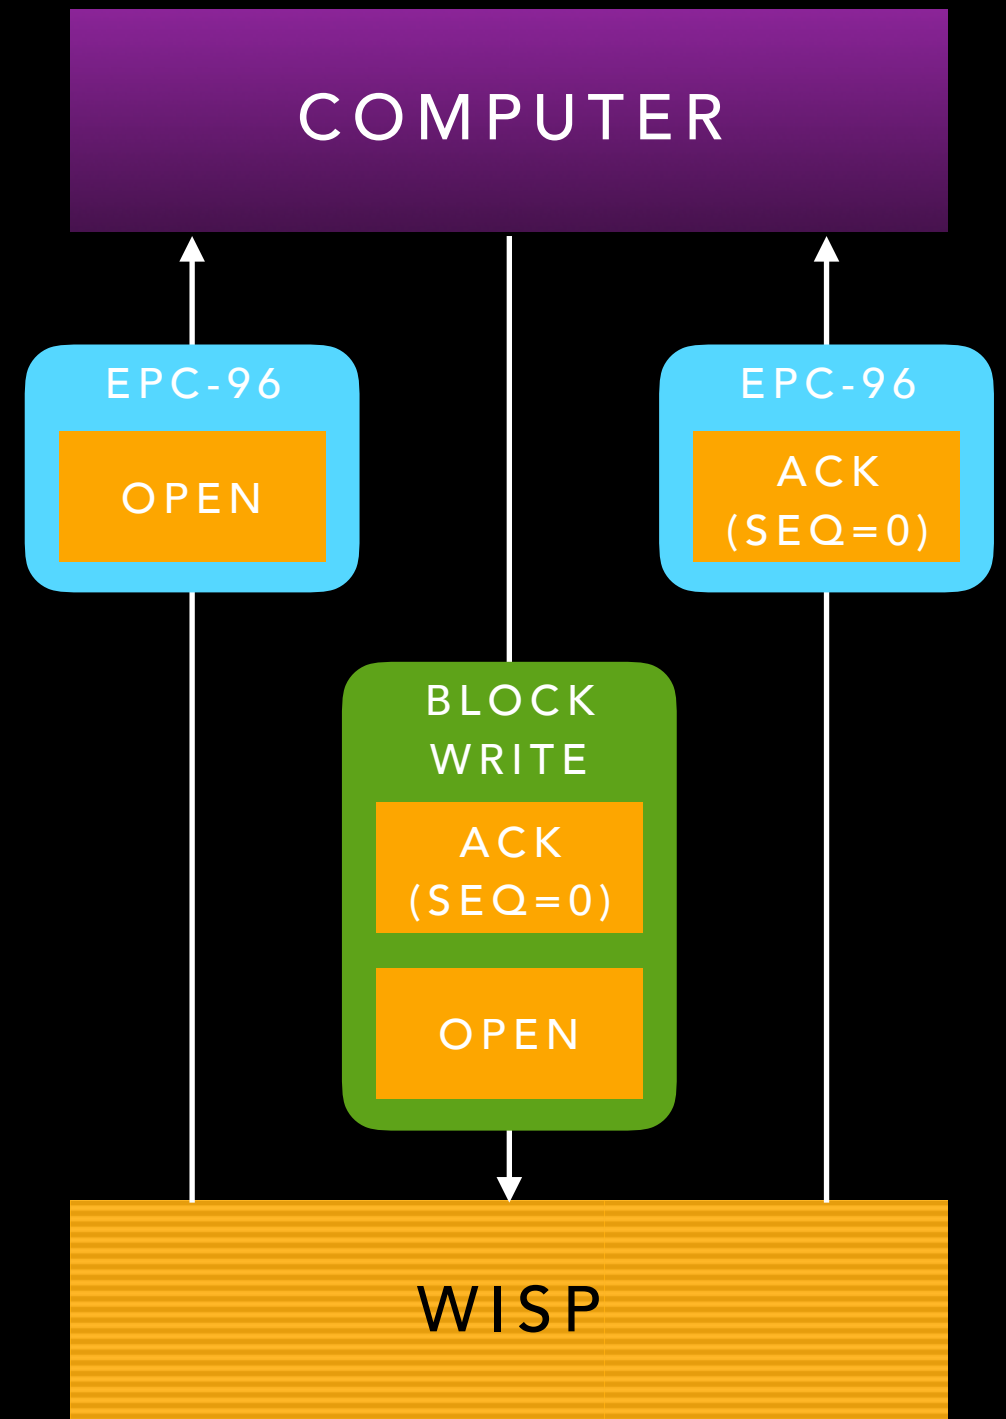 COMPUTER
EPC-96
OPEN
EPC-96
ACK
(SEQ=0)
BLOCK
WRITE
ACK
(SEQ=0)
OPEN
WISP